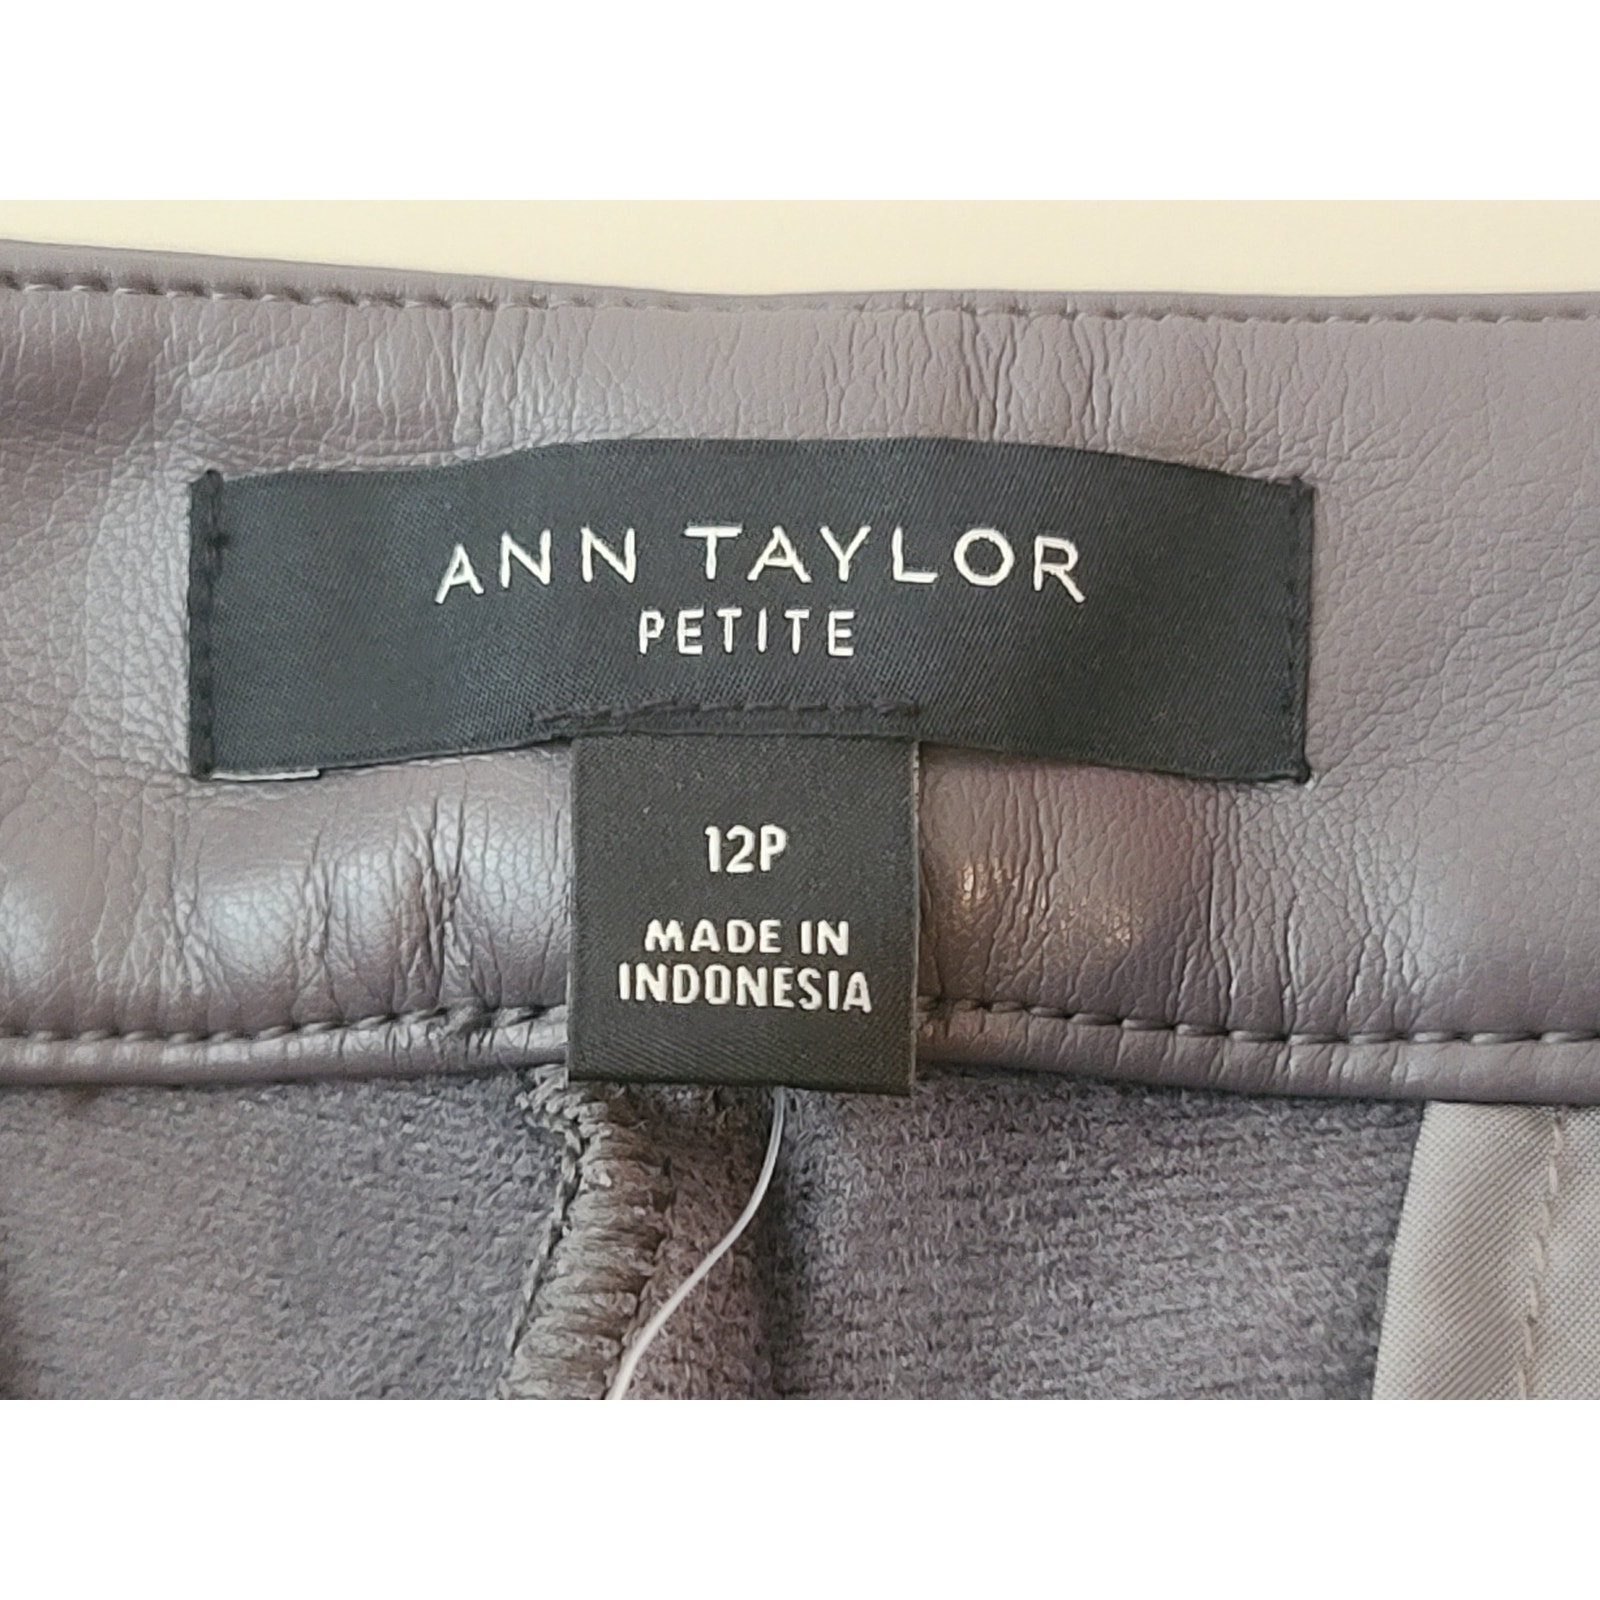 ANN TAYLOR
PETITE
12P
MADE IN
INDONESIA